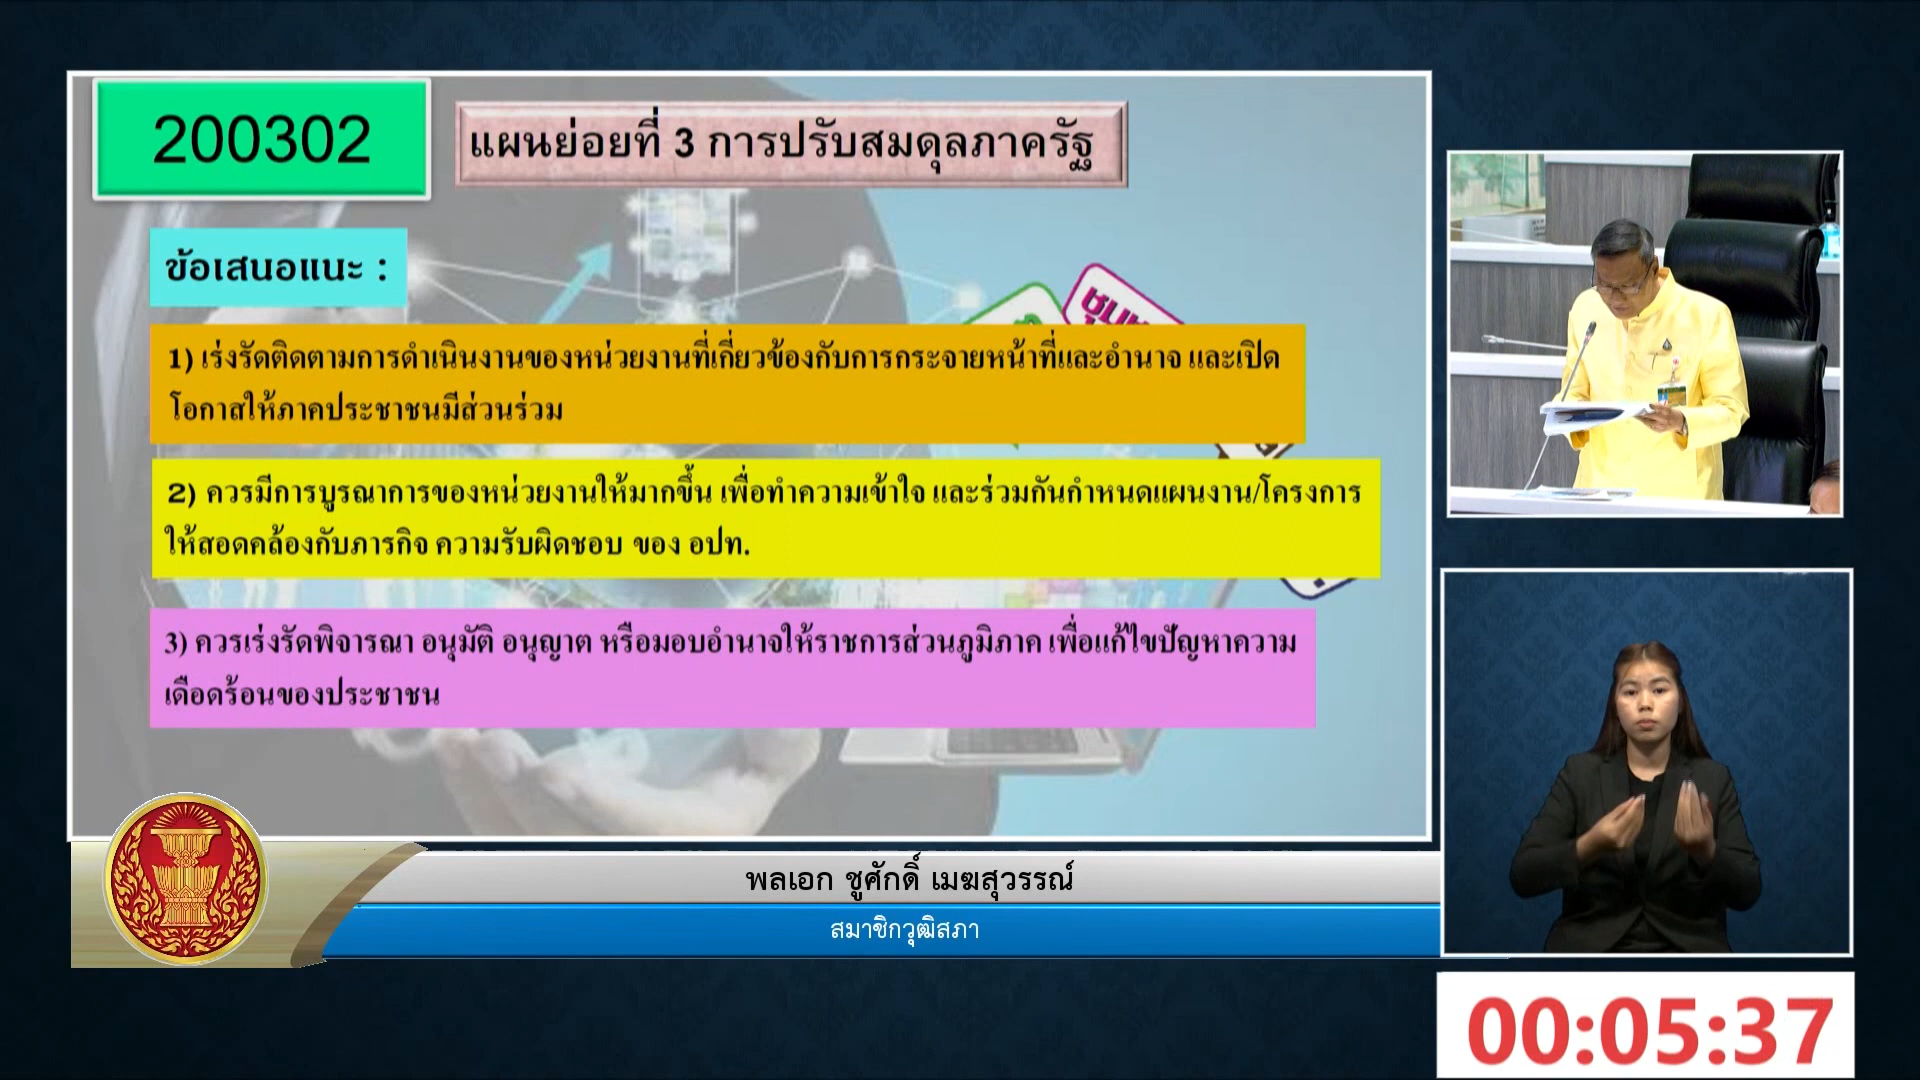 200302
แผนย่อยที่ 3 การปรับสมดุลภาครัฐ
ข้อเสนอแนะ :
ชุมช
1) เร่งรัดติดตามการดำเนินงานของหน่วยงานที่เกี่ยวข้องกับการกระจายหน้าที่และอำนาจ และเปิด
โอกาสให้ภาคประชาชนมีส่วนร่วม
2) ควรมีการบูรณาการของหน่วยงานให้มากขึ้น เพื่อทำความเข้าใจ และร่วมกันกำหนดแผนงาน/โครงการ
ให้สอดคล้องกับภารกิจ ความรับผิดชอบ ของ อปท.
3) ควรเร่งรัดพิจารณา อนุมัติ อนุญาต หรือมอบอำนาจให้ราชการส่วนภูมิภาค เพื่อแก้ไขปัญหาความ
เดือดร้อนของประชาชน
พลเอก ชูศักดิ์ เมฆสุวรรณ์
สมาชิกวุฒิสภา
00:05:37